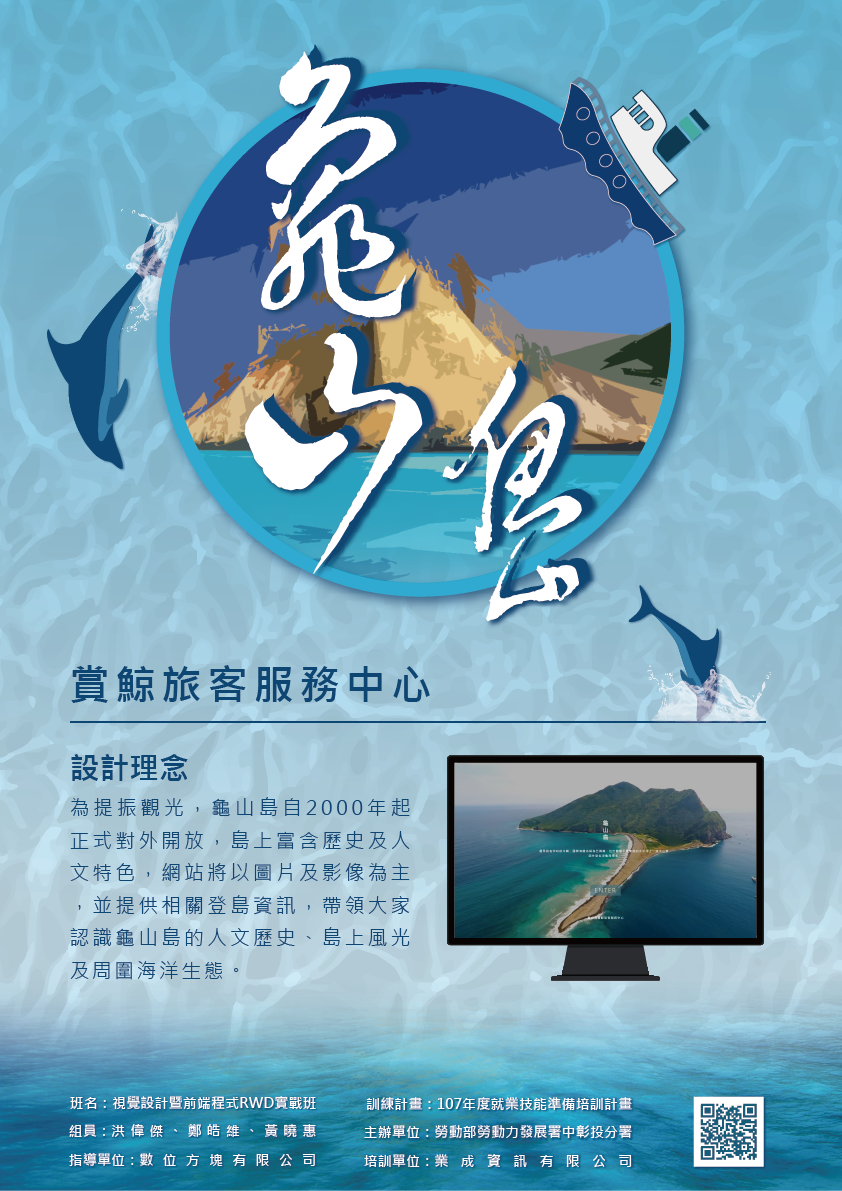 龜山島
賞鯨旅客服務中心
設計理念
為提振觀光，龜山島自2000年起
正式對外開放，島上富含歷史及人
文特色，網站將以圖片及影像為主
，並提供相關登島資訊，帶領大家
認識龜山島的人文歷史、島上風光
及周圍海洋生態。
龜山島
ENTER
班名：視覺設計暨前端程式RWD實戰班
組員：洪偉傑、鄭皓維、黃曉惠
指導單位：數位方塊有限公司
訓練計畫：107年度就業技能準備培訓計畫
主辦單位：勞動部勞動力發展署中彰投分署
培訓單位：業成資訊有限公司